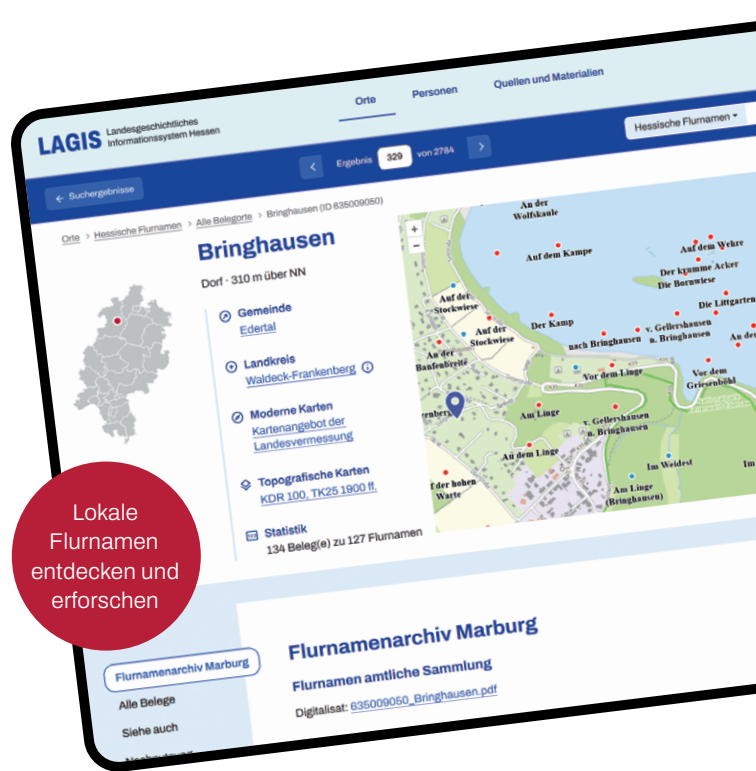 LAGIS Landesgeschichtliches
Informationssystem Hessen
Orte Personen Quellen und Materialien
← Suchergebnisse
< Ergebnis 329 von 2784 >
Hessische Flurnamen
Orte > Hessische Flurnamen > Alle Belegorte > Bringhausen (ID 635009050)
Bringhausen
Dorf · 310 m über NN
Gemeinde
Edertal
Landkreis
Waldeck-Frankenberg
Moderne Karten
Kartenangebot der
Landesvermessung
Topografische Karten
KDR 100, TK25 1900 ff.
Statistik
134 Beleg(e) zu 127 Flurnamen
+
−
An der
Wolfskaule
Auf dem Kampe
Auf dem Wehre
Der krumme Acker
Die Bornwiese
Die Littgarten
Auf der
Stockwiese
Auf der
Stockwiese
Der Kamp
nach Bringhausen
v. Gellershausen
n. Bringhausen
An der
Banfenbreite
Vor dem Linge
Vor dem
Griesenböhl
Am Linge
v. Gellershausen
n. Bringhausen
Auf dem Linge
Im Weidest
Im
f der hohen
Warte
Am Linge
(Bringhausen)
Lokale
Flurnamen
entdecken und
erforschen
Flurnamenarchiv Marburg
Alle Belege
Siehe auch
Flurnamenarchiv Marburg
Flurnamen amtliche Sammlung
Digitalisat: 635009050_Bringhausen.pdf